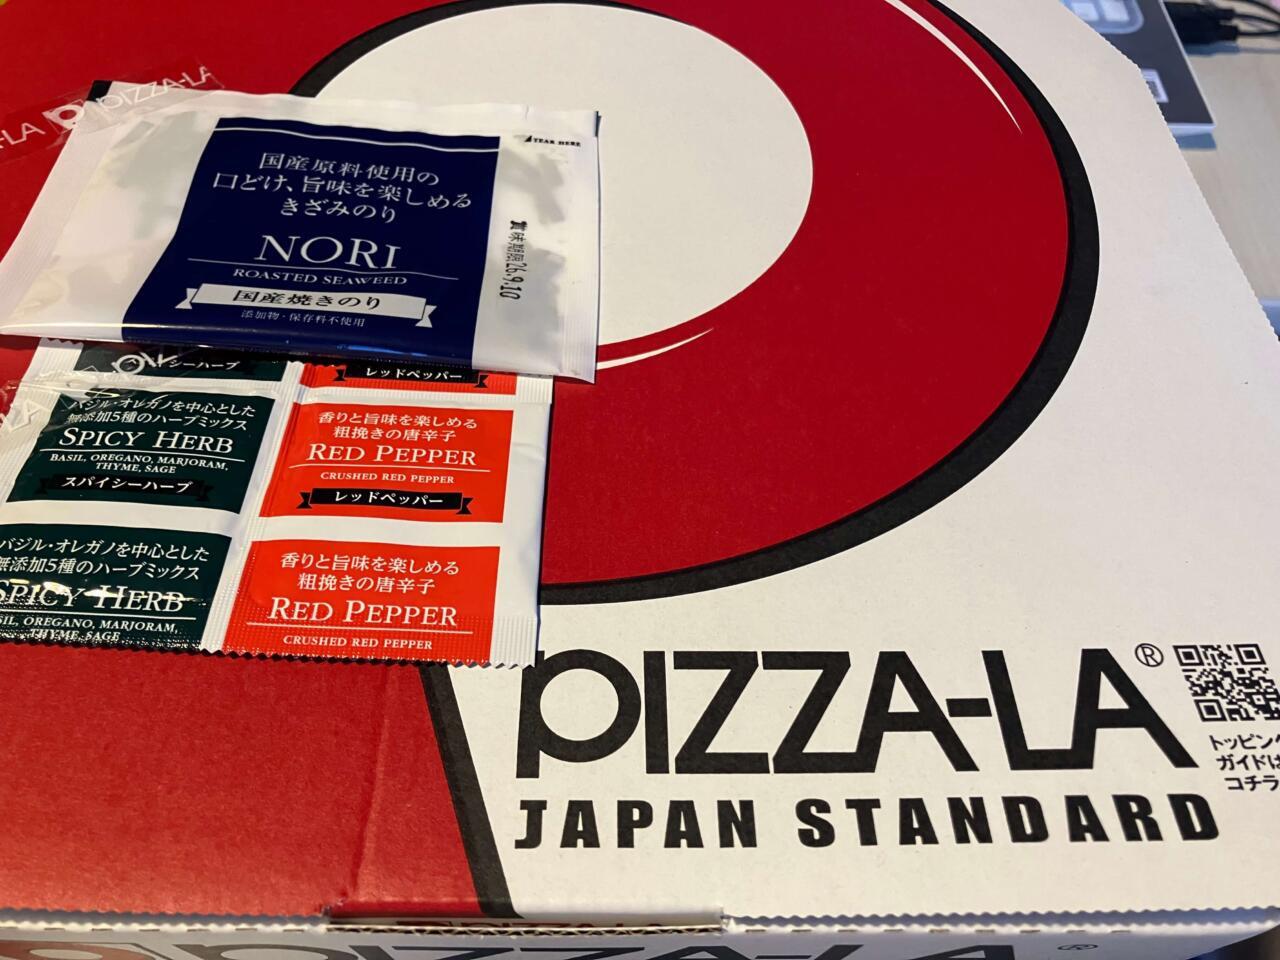 PIZZA-LA
-LA
TEAR HERE
国産原料使用の
口どけ、旨味を楽しめる
きざみのり
NORI
ROASTED SEAWEED
国産焼きのり
添加物・保存料不使用
賞味期限26.9.10
シーハーブ
レッドペッパー
バジル・オレガノを中心とした
無添加5種のハーブミックス
SPICY HERB
BASIL, OREGANO, MARJORAM,
THYME, SAGE
スパイシーハーブ
香りと旨味を楽しめる
粗挽きの唐辛子
RED PEPPER
CRUSHED RED PEPPER
レッドペッパー
バジル・オレガノを中心とした
無添加5種のハーブミックス
SPICY HERB
SIL, OREGANO, MARJORAM,
THYME, SAGE
香りと旨味を楽しめる
粗挽きの唐辛子
RED PEPPER
CRUSHED RED PEPPER
PIZZA-LA®
JAPAN STANDARD
トッピング
ガイドは
コチラ
PIZZA-LA®